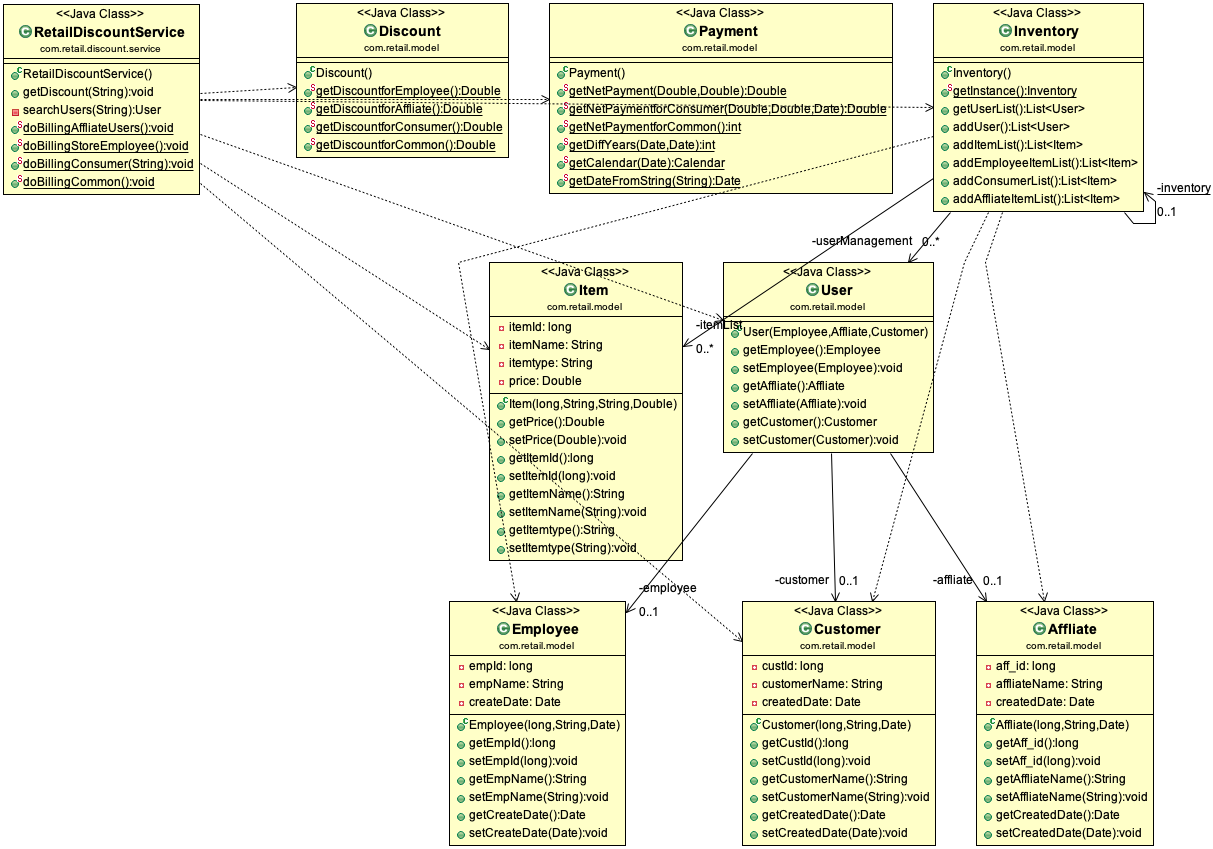 <<Java Class>>
RetailDiscountService
com.retail.discount.service
RetailDiscountService()
getDiscount(String):void
searchUsers(String):User
doBillingAffliateUsers():void
doBillingStoreEmployee():void
doBillingConsumer(String):void
doBillingCommon():void
<<Java Class>>
Discount
com.retail.model
Discount()
getDiscountforEmployee():Double
getDiscountforAffliate():Double
getDiscountforConsumer():Double
getDiscountforCommon():Double
<<Java Class>>
Payment
com.retail.model
Payment()
getNetPayment(Double,Double):Double
getNetPaymentforConsumer(Double,Double,Date):Double
getNetPaymentforCommon():int
getDiffYears(Date,Date):int
getCalendar(Date):Calendar
getDateFromString(String):Date
<<Java Class>>
Inventory
com.retail.model
Inventory()
getInstance():Inventory
getUserList():List<User>
addUser():List<User>
addItemList():List<Item>
addEmployeeItemList():List<Item>
addConsumerList():List<Item>
addAffliateItemList():List<Item>
-inventory
0..1
-userManagement
0..*
-itemList
0..*
<<Java Class>>
Item
com.retail.model
itemId: long
itemName: String
itemtype: String
price: Double
Item(long,String,String,Double)
getPrice():Double
setPrice(Double):void
getItemId():long
setItemId(long):void
getItemName():String
setItemName(String):void
getItemtype():String
setItemtype(String):void
<<Java Class>>
User
com.retail.model
User(Employee,Affliate,Customer)
getEmployee():Employee
setEmployee(Employee):void
getAffliate():Affliate
setAffliate(Affliate):void
getCustomer():Customer
setCustomer(Customer):void
-employee
0..1
-customer
0..1
-affliate
0..1
<<Java Class>>
Employee
com.retail.model
empId: long
empName: String
createDate: Date
Employee(long,String,Date)
getEmpId():long
setEmpId(long):void
getEmpName():String
setEmpName(String):void
getCreateDate():Date
setCreateDate(Date):void
<<Java Class>>
Customer
com.retail.model
custId: long
customerName: String
createdDate: Date
Customer(long,String,Date)
getCustId():long
setCustId(long):void
getCustomerName():String
setCustomerName(String):void
getCreatedDate():Date
setCreatedDate(Date):void
<<Java Class>>
Affliate
com.retail.model
aff_id: long
affliateName: String
createdDate: Date
Affliate(long,String,Date)
getAff_id():long
setAff_id(long):void
getAffliateName():String
setAffliateName(String):void
getCreatedDate():Date
setCreatedDate(Date):void